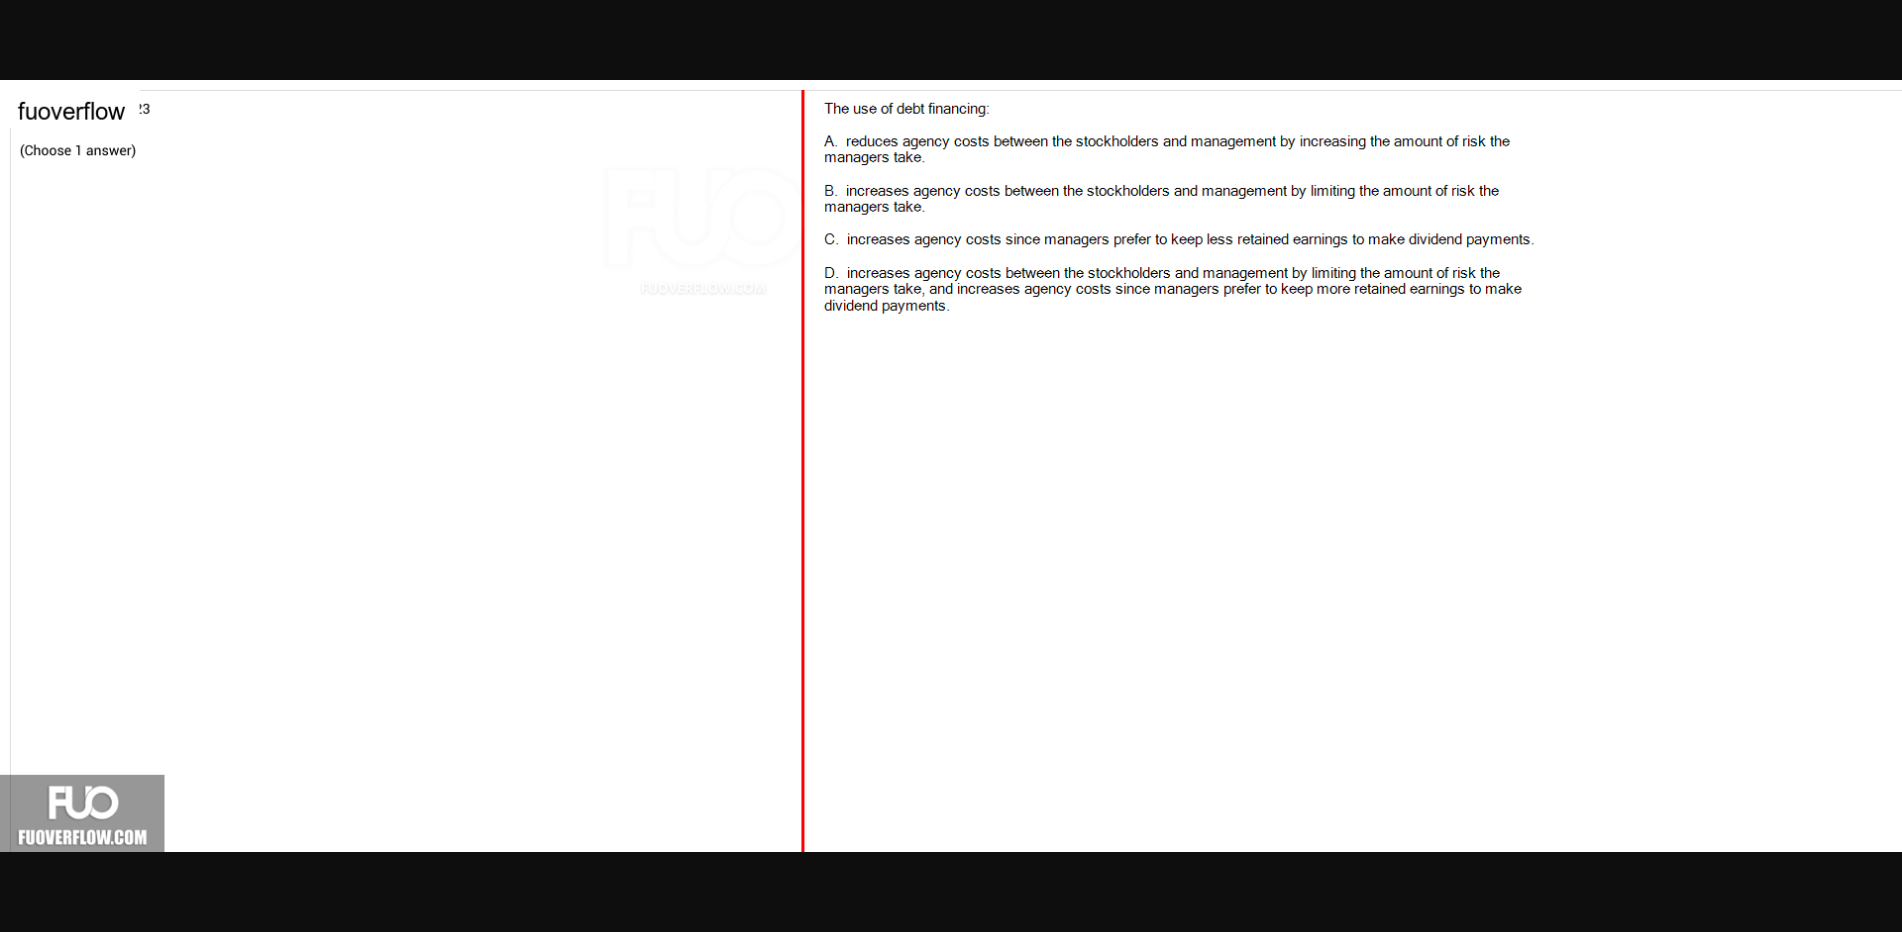 fuoverflow
23
(Choose 1 answer)
FUO
FUOVERFLOW.COM
The use of debt financing:
A. reduces agency costs between the stockholders and management by increasing the amount of risk the
managers take.
B. increases agency costs between the stockholders and management by limiting the amount of risk the
managers take.
C. increases agency costs since managers prefer to keep less retained earnings to make dividend payments.
D. increases agency costs between the stockholders and management by limiting the amount of risk the
managers take, and increases agency costs since managers prefer to keep more retained earnings to make
dividend payments.
FUO
FUOVERFLOW.COM